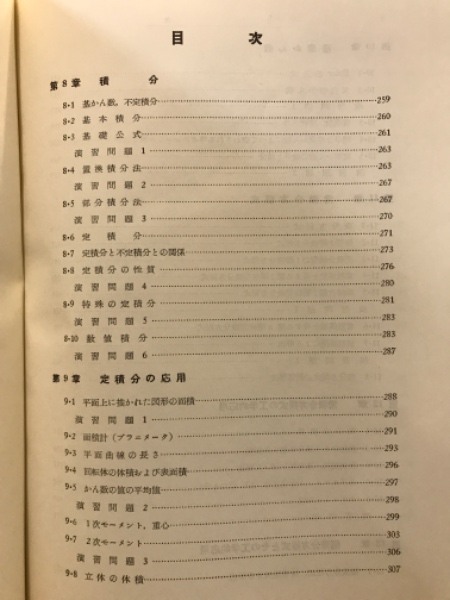 目 次
第8章 積 分
8・1 基かん数,不定積分 259
8・2 基本積分 260
8・3 基礎公式 261
演習問題 1 263
8・4 置換積分法 263
演習問題 2 267
8・5 部分積分法 267
演習問題 3 270
8・6 定積分 271
8・7 定積分と不定積分との関係 273
8・8 定積分の性質 276
演習問題 4 280
8・9 特殊の定積分 281
演習問題 5 283
8・10 数値積分 283
演習問題 6 287
第9章 定積分の応用
9・1 平面上に描かれた図形の面積 288
演習問題 1 290
9・2 面積計(プラニメータ) 291
9・3 平面曲線の長さ 293
9・4 回転体の体積および表面積 296
9・5 かん数の値の平均値 297
演習問題 2 298
9・6 1次モーメント,重心 299
9・7 2次モーメント 303
演習問題 3 306
9・8 立体の体積 307